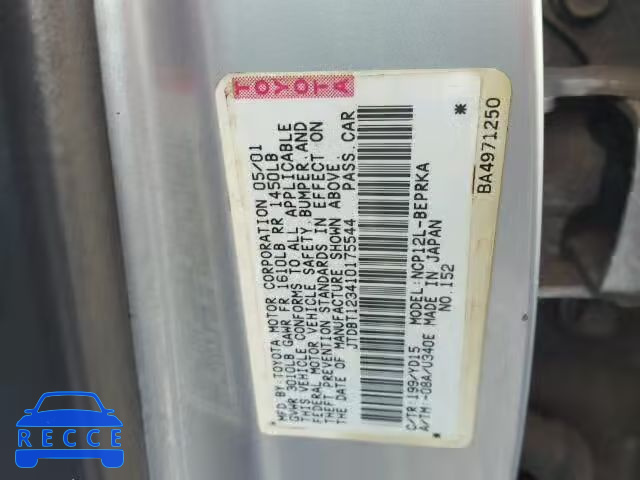 TOYOTA
MFD. BY: TOYOTA MOTOR CORPORATION 05/01
GVWR 3010LB GAWR FR 1610LB RR 1450LB
THIS VEHICLE CONFORMS TO ALL APPLICABLE
FEDERAL MOTOR VEHICLE SAFETY, BUMPER, AND
THEFT PREVENTION STANDARDS IN EFFECT ON
THE DATE OF MANUFACTURE SHOWN ABOVE.
JTDBT123410175544 PASS. CAR
C/TR: 199/YD15 MODEL: NCP12L-BEPRKA
A/TM: -08A/U340E MADE IN JAPAN
* NO. 152 *
BA4971250
RECCE